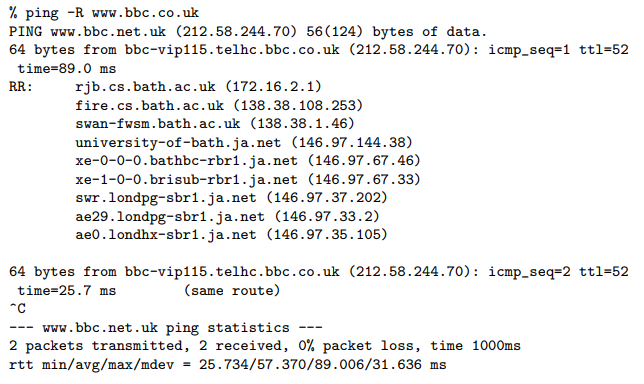 % ping -R www.bbc.co.uk
PING www.bbc.net.uk (212.58.244.70) 56(124) bytes of data.
64 bytes from bbc-vip115.telhc.bbc.co.uk (212.58.244.70): icmp_seq=1 ttl=52
time=89.0 ms
RR: rjb.cs.bath.ac.uk (172.16.2.1)
fire.cs.bath.ac.uk (138.38.108.253)
swan-fwsm.bath.ac.uk (138.38.1.46)
university-of-bath.ja.net (146.97.144.38)
xe-0-0-0.bathbc-rbr1.ja.net (146.97.67.46)
xe-1-0-0.brisub-rbr1.ja.net (146.97.67.33)
swr.londpg-sbr1.ja.net (146.97.37.202)
ae29.londpg-sbr1.ja.net (146.97.33.2)
ae0.londhx-sbr1.ja.net (146.97.35.105)
64 bytes from bbc-vip115.telhc.bbc.co.uk (212.58.244.70): icmp_seq=2 ttl=52
time=25.7 ms (same route)
^C
--- www.bbc.net.uk ping statistics ---
2 packets transmitted, 2 received, 0% packet loss, time 1000ms
rtt min/avg/max/mdev = 25.734/57.370/89.006/31.636 ms